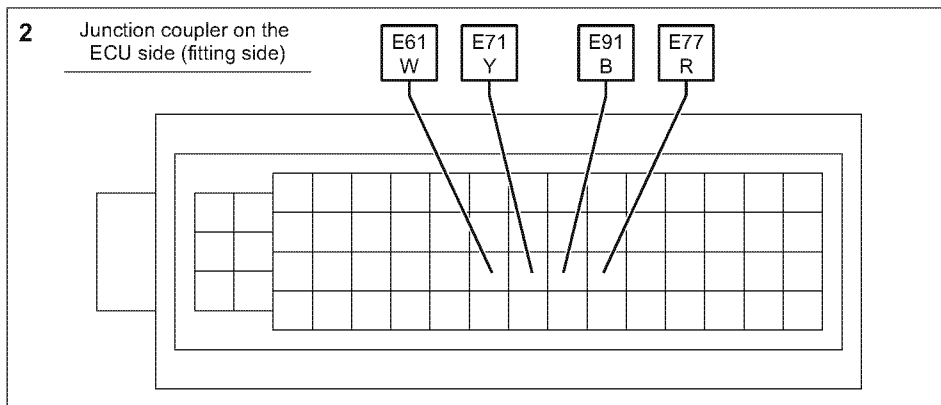 2 Junction coupler on the
ECU side (fitting side)
E61 E71 E91 E77
W Y B R